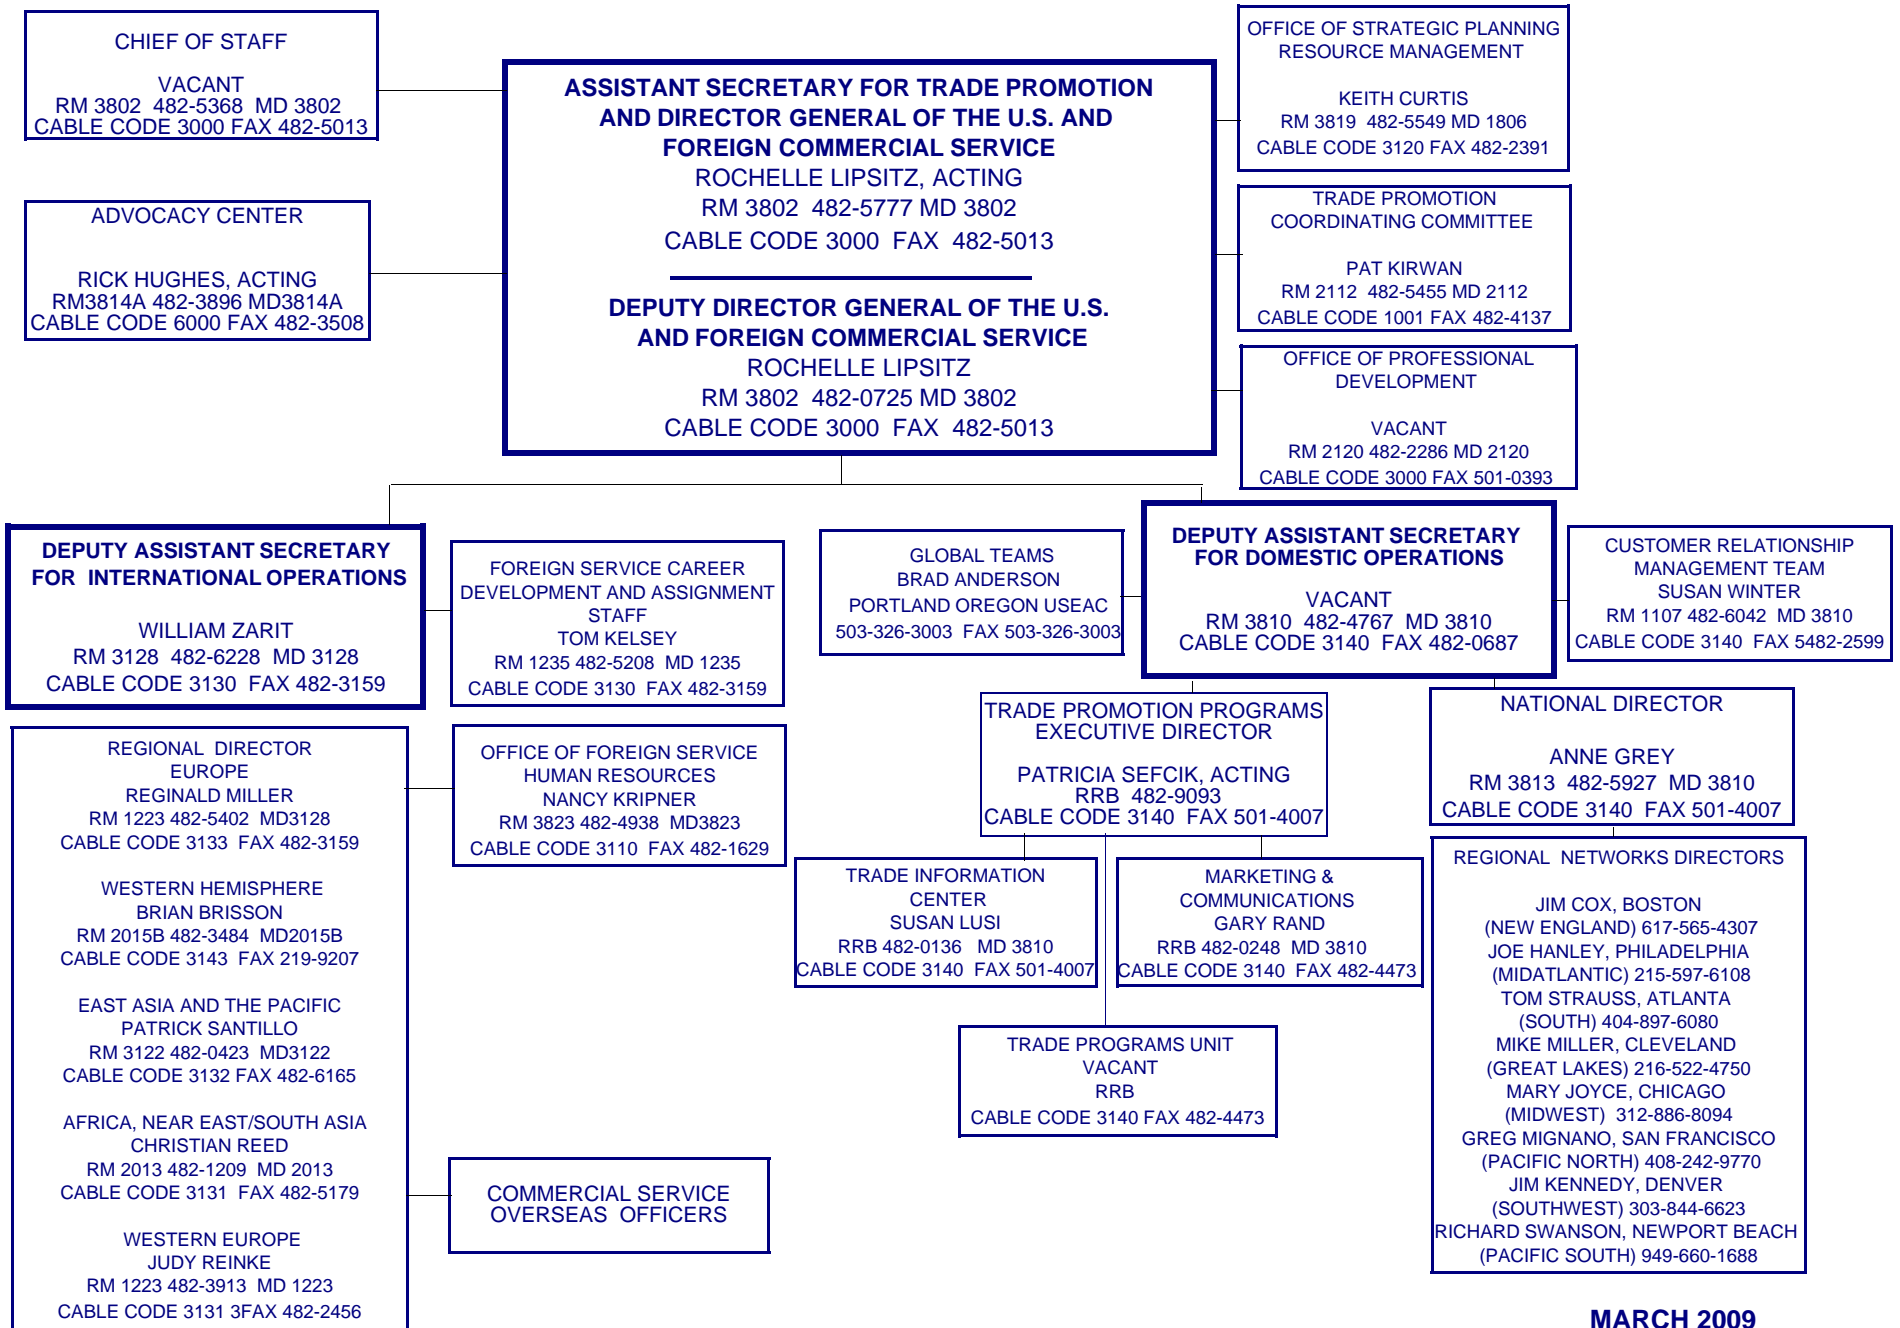 CHIEF OF STAFF
VACANT
RM 3802 482-5368 MD 3802
CABLE CODE 3000 FAX 482-5013
ADVOCACY CENTER
RICK HUGHES, ACTING
RM3814A 482-3896 MD3814A
CABLE CODE 6000 FAX 482-3508
ASSISTANT SECRETARY FOR TRADE PROMOTION
AND DIRECTOR GENERAL OF THE U.S. AND
FOREIGN COMMERCIAL SERVICE
ROCHELLE LIPSITZ, ACTING
RM 3802 482-5777 MD 3802
CABLE CODE 3000 FAX 482-5013
DEPUTY DIRECTOR GENERAL OF THE U.S.
AND FOREIGN COMMERCIAL SERVICE
ROCHELLE LIPSITZ
RM 3802 482-0725 MD 3802
CABLE CODE 3000 FAX 482-5013
OFFICE OF STRATEGIC PLANNING
RESOURCE MANAGEMENT
KEITH CURTIS
RM 3819 482-5549 MD 1806
CABLE CODE 3120 FAX 482-2391
TRADE PROMOTION
COORDINATING COMMITTEE
PAT KIRWAN
RM 2112 482-5455 MD 2112
CABLE CODE 1001 FAX 482-4137
OFFICE OF PROFESSIONAL
DEVELOPMENT
VACANT
RM 2120 482-2286 MD 2120
CABLE CODE 3000 FAX 501-0393
DEPUTY ASSISTANT SECRETARY
FOR INTERNATIONAL OPERATIONS
WILLIAM ZARIT
RM 3128 482-6228 MD 3128
CABLE CODE 3130 FAX 482-3159
FOREIGN SERVICE CAREER
DEVELOPMENT AND ASSIGNMENT
STAFF
TOM KELSEY
RM 1235 482-5208 MD 1235
CABLE CODE 3130 FAX 482-3159
GLOBAL TEAMS
BRAD ANDERSON
PORTLAND OREGON USEAC
503-326-3003 FAX 503-326-3003
DEPUTY ASSISTANT SECRETARY
FOR DOMESTIC OPERATIONS
VACANT
RM 3810 482-4767 MD 3810
CABLE CODE 3140 FAX 482-0687
CUSTOMER RELATIONSHIP
MANAGEMENT TEAM
SUSAN WINTER
RM 1107 482-6042 MD 3810
CABLE CODE 3140 FAX 5482-2599
REGIONAL DIRECTOR
EUROPE
REGINALD MILLER
RM 1223 482-5402 MD3128
CABLE CODE 3133 FAX 482-3159
WESTERN HEMISPHERE
BRIAN BRISSON
RM 2015B 482-3484 MD2015B
CABLE CODE 3143 FAX 219-9207
EAST ASIA AND THE PACIFIC
PATRICK SANTILLO
RM 3122 482-0423 MD3122
CABLE CODE 3132 FAX 482-6165
AFRICA, NEAR EAST/SOUTH ASIA
CHRISTIAN REED
RM 2013 482-1209 MD 2013
CABLE CODE 3131 FAX 482-5179
WESTERN EUROPE
JUDY REINKE
RM 1223 482-3913 MD 1223
CABLE CODE 3131 3FAX 482-2456
OFFICE OF FOREIGN SERVICE
HUMAN RESOURCES
NANCY KRIPNER
RM 3823 482-4938 MD3823
CABLE CODE 3110 FAX 482-1629
COMMERCIAL SERVICE
OVERSEAS OFFICERS
TRADE PROMOTION PROGRAMS
EXECUTIVE DIRECTOR
PATRICIA SEFCIK, ACTING
RRB 482-9093
CABLE CODE 3140 FAX 501-4007
TRADE INFORMATION
CENTER
SUSAN LUSI
RRB 482-0136 MD 3810
CABLE CODE 3140 FAX 501-4007
MARKETING &
COMMUNICATIONS
GARY RAND
RRB 482-0248 MD 3810
CABLE CODE 3140 FAX 482-4473
TRADE PROGRAMS UNIT
VACANT
RRB
CABLE CODE 3140 FAX 482-4473
NATIONAL DIRECTOR
ANNE GREY
RM 3813 482-5927 MD 3810
CABLE CODE 3140 FAX 501-4007
REGIONAL NETWORKS DIRECTORS
JIM COX, BOSTON
(NEW ENGLAND) 617-565-4307
JOE HANLEY, PHILADELPHIA
(MIDATLANTIC) 215-597-6108
TOM STRAUSS, ATLANTA
(SOUTH) 404-897-6080
MIKE MILLER, CLEVELAND
(GREAT LAKES) 216-522-4750
MARY JOYCE, CHICAGO
(MIDWEST) 312-886-8094
GREG MIGNANO, SAN FRANCISCO
(PACIFIC NORTH) 408-242-9770
JIM KENNEDY, DENVER
(SOUTHWEST) 303-844-6623
RICHARD SWANSON, NEWPORT BEACH
(PACIFIC SOUTH) 949-660-1688
MARCH 2009